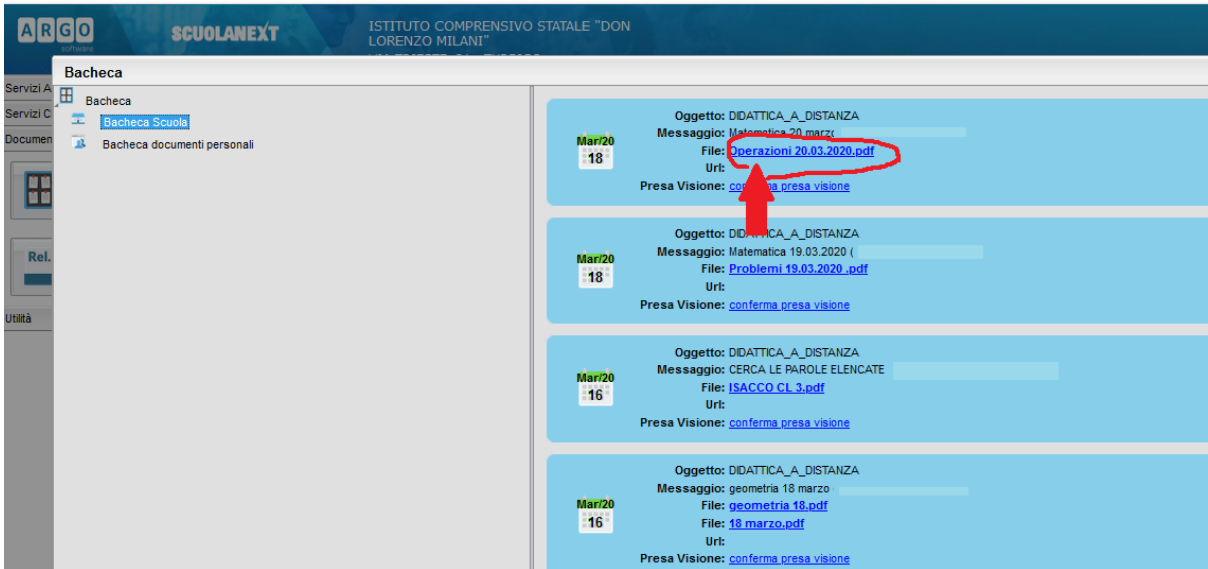 ARGO
software
SCUOLANEXT
ISTITUTO COMPRENSIVO STATALE "DON
LORENZO MILANI"
Bacheca
Servizi A
Servizi C
Documen
Rel.
Utilità
Bacheca
Bacheca Scuola
Bacheca documenti personali
Mar/20
18
Oggetto: DIDATTICA_A_DISTANZA
Messaggio: Matematica 20 marzo
File: Operazioni 20.03.2020.pdf
Url:
Presa Visione: conferma presa visione
Mar/20
18
Oggetto: DIDATTICA_A_DISTANZA
Messaggio: Matematica 19.03.2020 (
File: Problemi 19.03.2020 .pdf
Url:
Presa Visione: conferma presa visione
Mar/20
16
Oggetto: DIDATTICA_A_DISTANZA
Messaggio: CERCA LE PAROLE ELENCATE
File: ISACCO CL 3.pdf
Url:
Presa Visione: conferma presa visione
Mar/20
16
Oggetto: DIDATTICA_A_DISTANZA
Messaggio: geometria 18 marzo
File: geometria 18.pdf
File: 18 marzo.pdf
Url:
Presa Visione: conferma presa visione